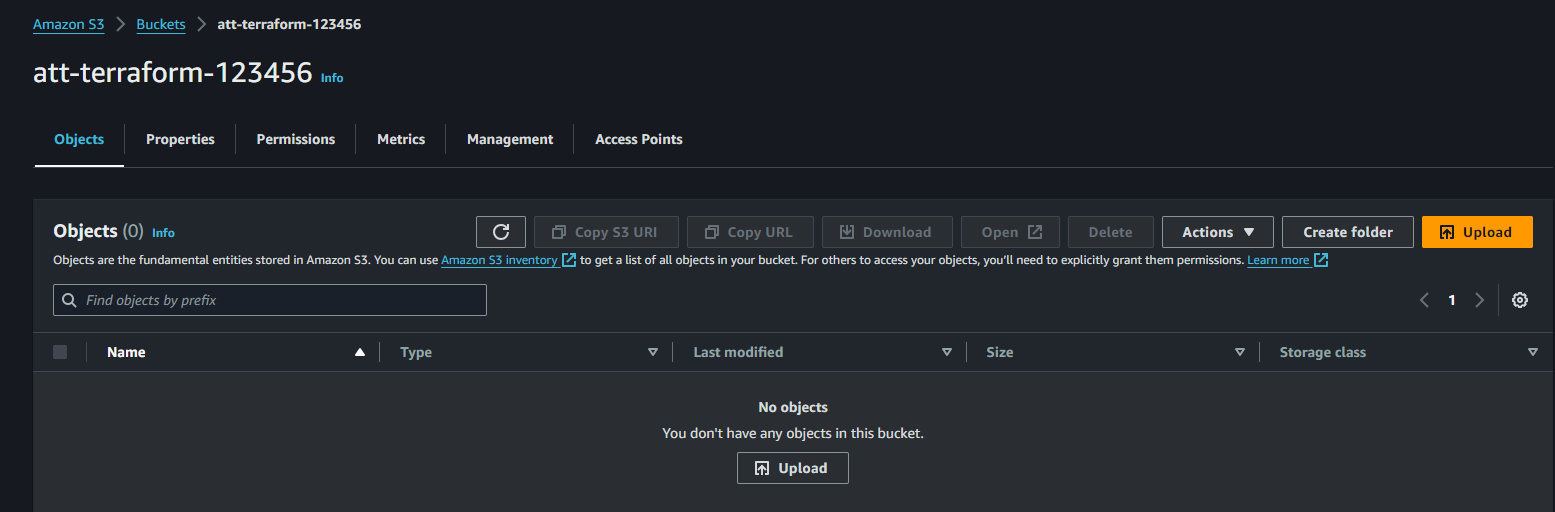 Amazon S3 > Buckets > att-terraform-123456
att-terraform-123456 Info
Objects Properties Permissions Metrics Management Access Points
Objects (0) Info Copy S3 URI Copy URL Download Open Delete Actions Create folder Upload
Objects are the fundamental entities stored in Amazon S3. You can use Amazon S3 inventory to get a list of all objects in your bucket. For others to access your objects, you'll need to explicitly grant them permissions. Learn more
Find objects by prefix 1
Name Type Last modified Size Storage class
No objects
You don't have any objects in this bucket.
Upload